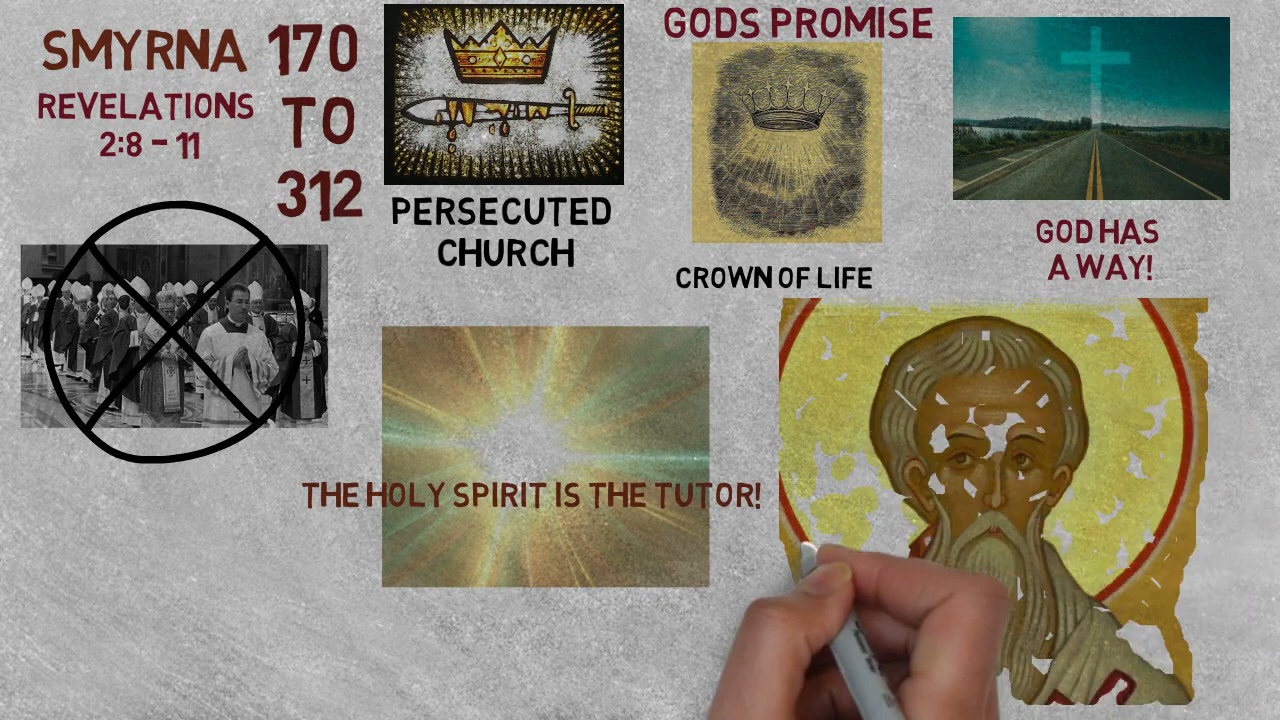 SMYRNA
REVELATIONS
2:8 - 11
170
TO
312
PERSECUTED
CHURCH
GODS PROMISE
CROWN OF LIFE
GOD HAS
A WAY!
THE HOLY SPIRIT IS THE TUTOR!